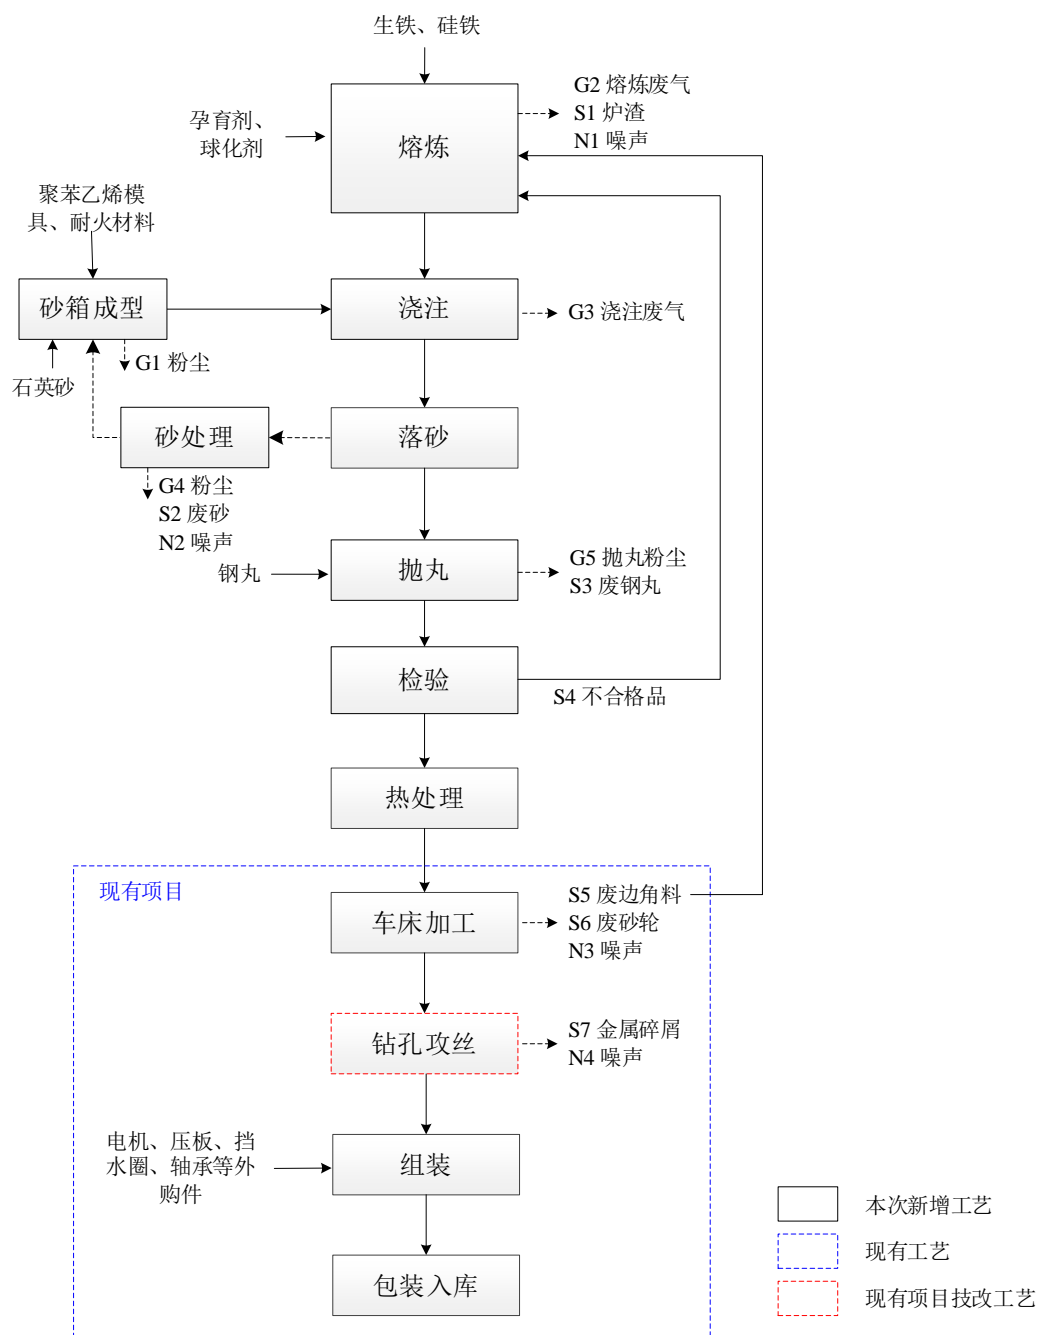 生铁、硅铁
G2 熔炼废气
S1 炉渣
N1 噪声
孕育剂、
球化剂
熔炼
聚苯乙烯模
具、耐火材料
砂箱成型
浇注
G3 浇注废气
G1 粉尘
石英砂
砂处理
落砂
G4 粉尘
S2 废砂
N2 噪声
钢丸
抛丸
G5 抛丸粉尘
S3 废钢丸
检验
S4 不合格品
热处理
现有项目
车床加工
S5 废边角料
S6 废砂轮
N3 噪声
钻孔攻丝
S7 金属碎屑
N4 噪声
电机、压板、挡
水圈、轴承等外
购件
组装
包装入库
本次新增工艺
现有工艺
现有项目技改工艺